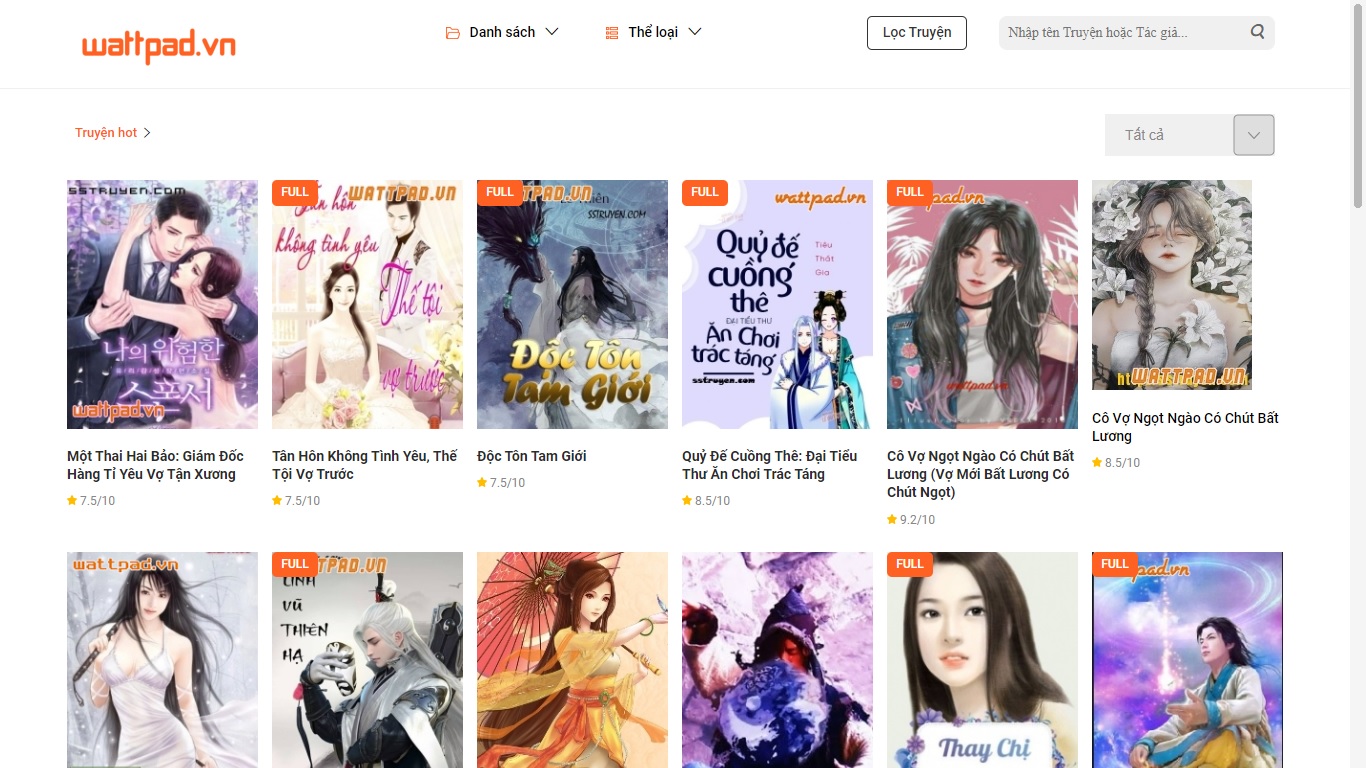 wattpad.vn
Danh sách
Thể loại
Lọc Truyện
Nhập tên Truyện hoặc Tác giả...
Truyện hot
Tất cả
SSTRUYEN.COM
나의 위험한
스폰서
wattpad.vn
FULL
WATTPAD.VN
không tình yêu
Thế tội
vợ trước
FULL
TPAD.VN
SSTRUYEN.COM
Độc Tôn
Tam Giới
FULL
wattpad.vn
Quỷ đế
cuồng
thê
Tiêu
Thất
Gia
ĐẠI TIỂU THƯ
Ăn Chơi
trác táng
sstruyen.com
FULL
pad.vn
wattpad.vn
WATTPAD.VN
Một Thai Hai Bảo: Giám Đốc
Hàng Tỉ Yêu Vợ Tận Xương
7.5/10
Tân Hôn Không Tình Yêu, Thế
Tội Vợ Trước
7.5/10
Độc Tôn Tam Giới
7.5/10
Quỷ Đế Cuồng Thê: Đại Tiểu
Thư Ăn Chơi Trác Táng
8.5/10
Cô Vợ Ngọt Ngào Có Chút Bất
Lương (Vợ Mới Bất Lương Có
Chút Ngọt)
9.2/10
Cô Vợ Ngọt Ngào Có Chút Bất
Lương
8.5/10
wattpad.vn
FULL
TPAD.VN
LINH
VŨ
THIÊN
HẠ
FULL
Thay Chị
FULL
pad.vn